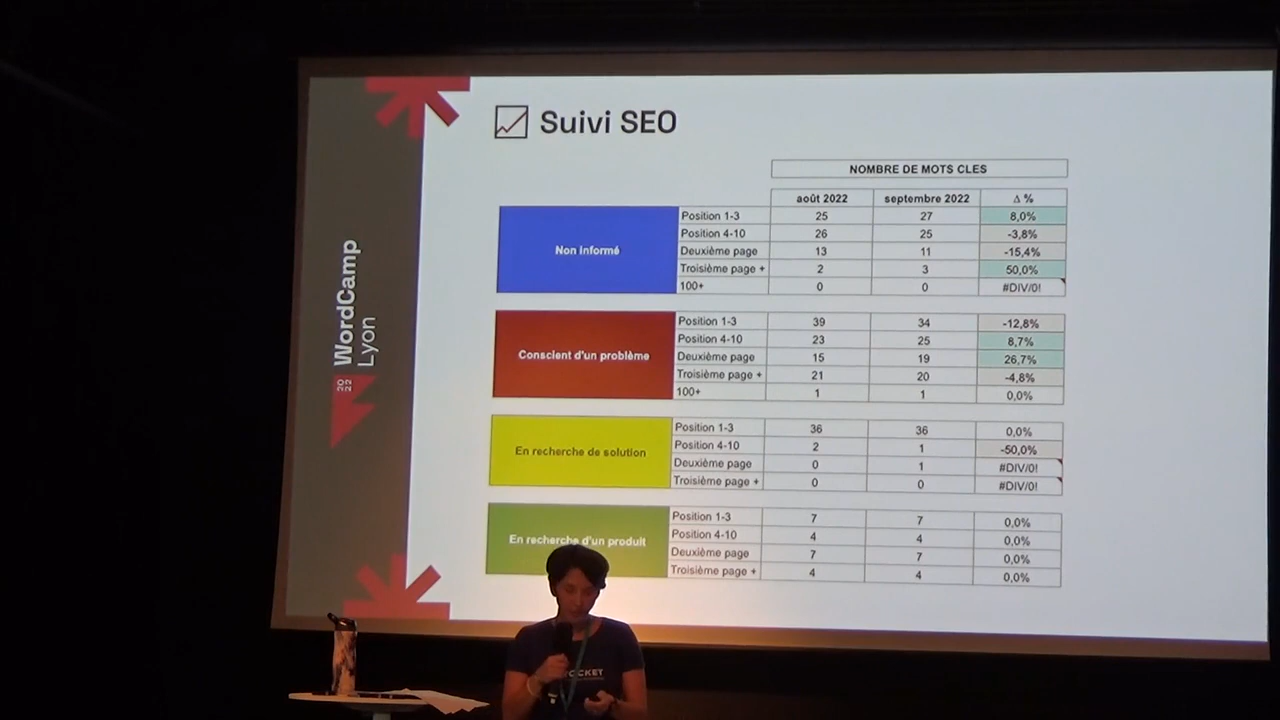 Suivi SEO
NOMBRE DE MOTS CLES
août 2022 septembre 2022 Δ %
Non informé
Position 1-3 25 27 8,0%
Position 4-10 26 25 -3,8%
Deuxième page 13 11 -15,4%
Troisième page + 2 3 50,0%
100+ 0 0 #DIV/0!
Conscient d'un problème
Position 1-3 39 34 -12,8%
Position 4-10 23 25 8,7%
Deuxième page 15 19 26,7%
Troisième page + 21 20 -4,8%
100+ 1 1 0,0%
En recherche de solution
Position 1-3 36 36 0,0%
Position 4-10 2 1 -50,0%
Deuxième page 0 1 #DIV/0!
Troisième page + 0 0 #DIV/0!
En recherche d'un produit
Position 1-3 7 7 0,0%
Position 4-10 4 4 0,0%
Deuxième page 7 7 0,0%
Troisième page + 4 4 0,0%
WordCamp
Lyon
20
22